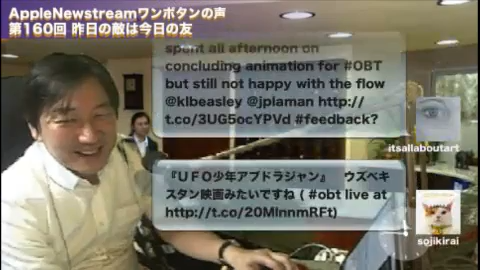 AppleNewstreamワンボタンの声
第160回 昨日の敵は今日の友
spent all afternoon on
concluding animation for #OBT
but still not happy with the flow
@klbeasley @jplaman http://
t.co/3UG5ocYPVd #feedback?
itsallaboutart
『UFO少年アブドラジャン』　ウズベキ
スタン映画みたいですね ( #obt live at
http://t.co/20MlnnmRFt)
sojikirai